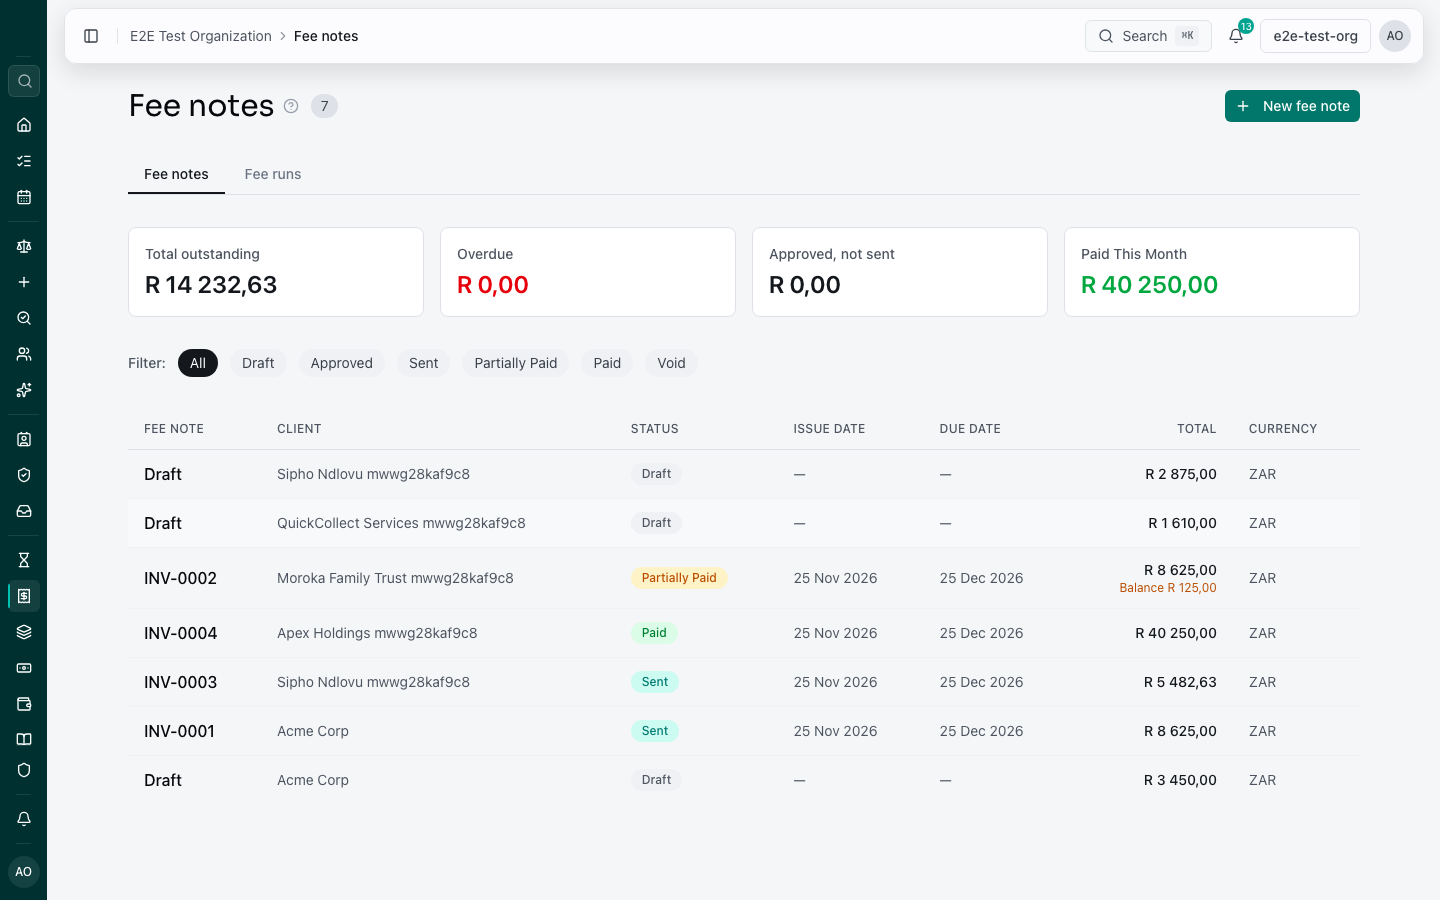 E2E Test Organization > Fee notes
Search ⌘K
13
e2e-test-org
AO
Fee notes ? 7
+ New fee note
Fee notes
Fee runs
Total outstanding
R 14 232,63
Overdue
R 0,00
Approved, not sent
R 0,00
Paid This Month
R 40 250,00
Filter: All Draft Approved Sent Partially Paid Paid Void
FEE NOTE CLIENT STATUS ISSUE DATE DUE DATE TOTAL CURRENCY
Draft Sipho Ndlovu mwwg28kaf9c8 Draft — — R 2 875,00 ZAR
Draft QuickCollect Services mwwg28kaf9c8 Draft — — R 1 610,00 ZAR
INV-0002 Moroka Family Trust mwwg28kaf9c8 Partially Paid 25 Nov 2026 25 Dec 2026 R 8 625,00 ZAR
Balance R 125,00
INV-0004 Apex Holdings mwwg28kaf9c8 Paid 25 Nov 2026 25 Dec 2026 R 40 250,00 ZAR
INV-0003 Sipho Ndlovu mwwg28kaf9c8 Sent 25 Nov 2026 25 Dec 2026 R 5 482,63 ZAR
INV-0001 Acme Corp Sent 25 Nov 2026 25 Dec 2026 R 8 625,00 ZAR
Draft Acme Corp Draft — — R 3 450,00 ZAR
AO